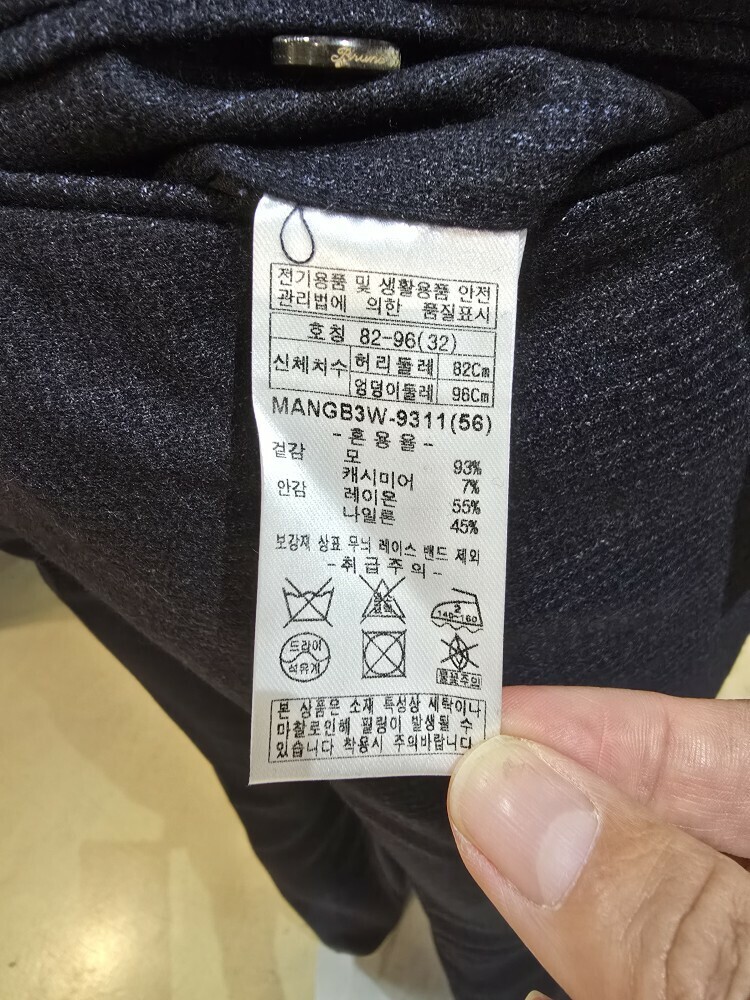 전기용품 및 생활용품 안전
관리법에 의한 품질표시
호칭 82-96(32)
신체치수 허리둘레 82Cm
엉덩이둘레 96Cm
MANGB3W-9311(56)
-혼용율-
겉감 모 93%
캐시미어 7%
안감 레이온 55%
나일론 45%
보강재 상표 무늬 레이스 밴드 제외
-취급주의-
2
140~160
드라이
석유계
불꽃주의
본 상품은 소재 특성상 세탁이나
마찰로인해 필링이 발생될 수
있습니다 착용시 주의바랍니다